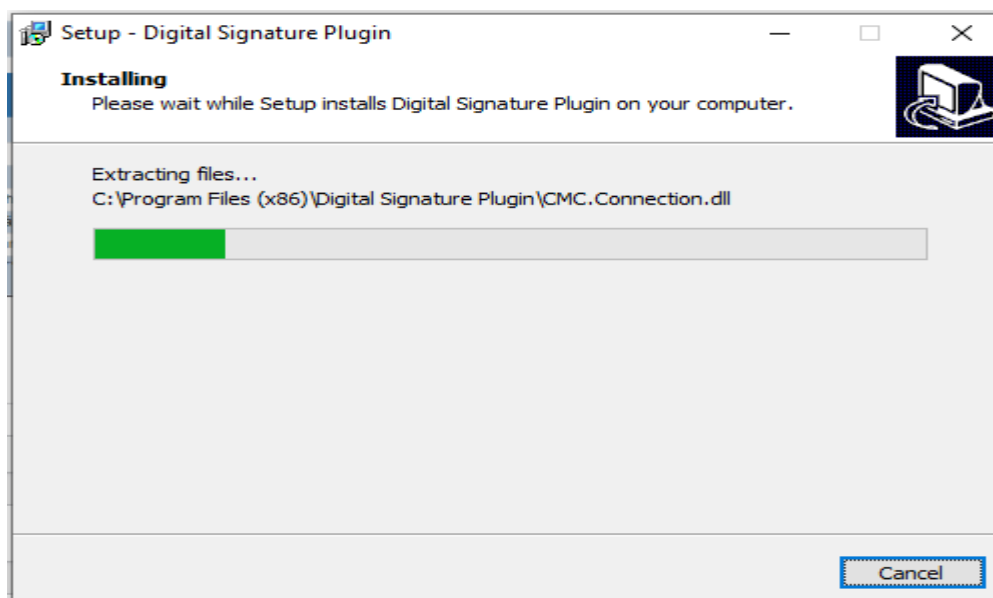 Setup - Digital Signature Plugin
Installing
Please wait while Setup installs Digital Signature Plugin on your computer.
Extracting files...
C:\Program Files (x86)\Digital Signature Plugin\CMC.Connection.dll
Cancel